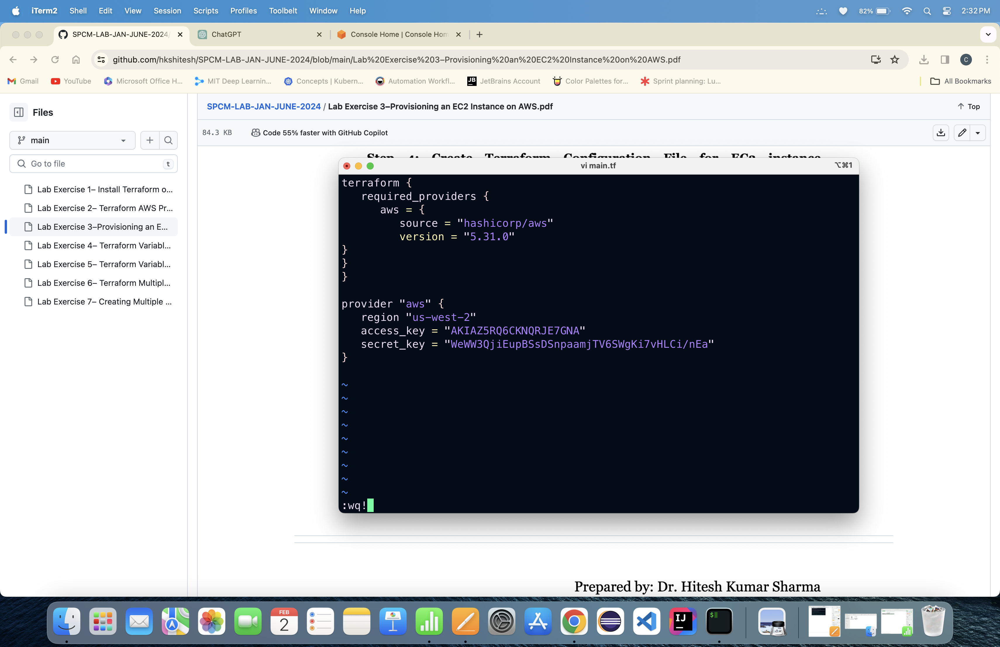 iTerm2 Shell Edit View Session Scripts Profiles Toolbelt Window Help 82% 2:32 PM
SPCM-LAB-JAN-JUNE-2024/ ChatGPT Console Home | Console Hom
github.com/hkshitesh/SPCM-LAB-JAN-JUNE-2024/blob/main/Lab%20Exercise%203–Provisioning%20an%20EC2%20Instance%20on%20AWS.pdf C
Gmail YouTube Microsoft Office H... MIT Deep Learnin... Concepts | Kubern... Automation Workfl... JetBrains Account Color Palettes for... Sprint planning: Lu... All Bookmarks
Files
main
Go to file t
Lab Exercise 1– Install Terraform o...
Lab Exercise 2– Terraform AWS Pr...
Lab Exercise 3–Provisioning an E...
Lab Exercise 4– Terraform Variabl...
Lab Exercise 5– Terraform Variabl...
Lab Exercise 6– Terraform Multipl...
Lab Exercise 7– Creating Multiple ...
SPCM-LAB-JAN-JUNE-2024 / Lab Exercise 3–Provisioning an EC2 Instance on AWS.pdf Top
84.3 KB Code 55% faster with GitHub Copilot
Step 4: Create Terraform Configuration File for EC2 instance
vi main.tf ⌥⌘1
terraform {
required_providers {
aws = {
source = "hashicorp/aws"
version = "5.31.0"
}
}
}
provider "aws" {
region "us-west-2"
access_key = "AKIAZ5RQ6CKNQRJE7GNA"
secret_key = "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"
}
~
~
~
~
~
~
~
~
~
:wq!
Prepared by: Dr. Hitesh Kumar Sharma
FEB
2
IJ
$